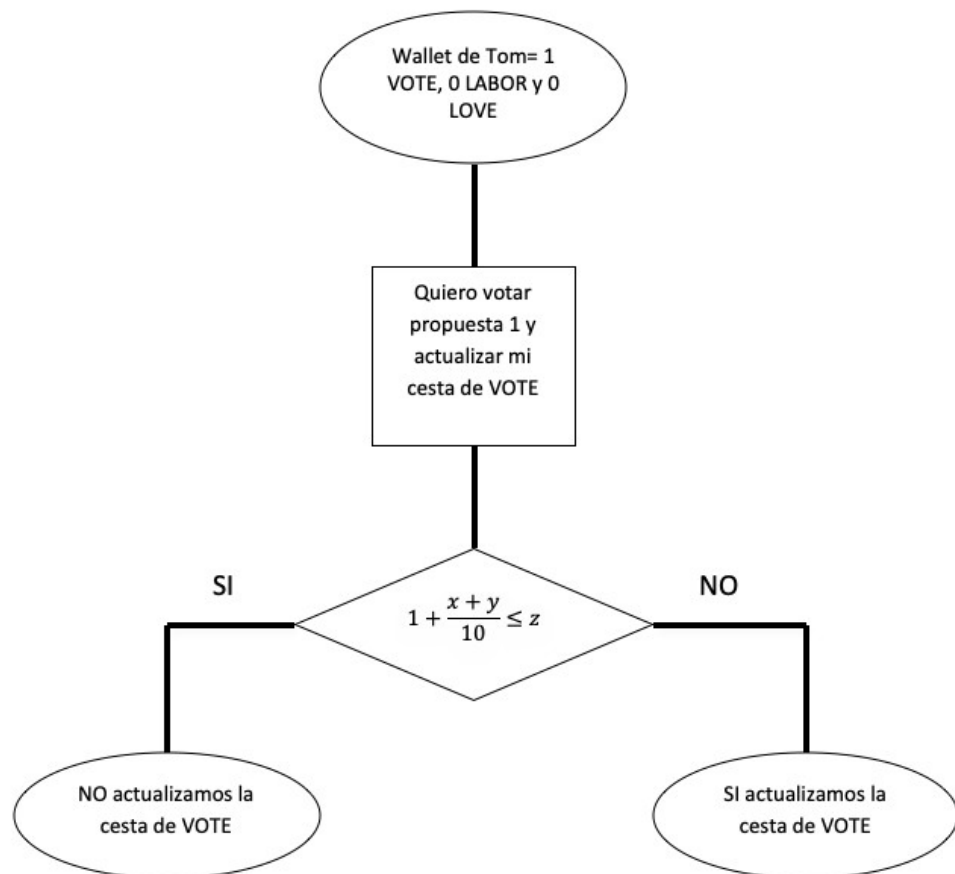 Wallet de Tom= 1
VOTE, 0 LABOR y 0
LOVE
Quiero votar
propuesta 1 y
actualizar mi
cesta de VOTE
SI
NO
1 + \frac{x + y}{10} ≤ z
NO actualizamos la
cesta de VOTE
SI actualizamos la
cesta de VOTE